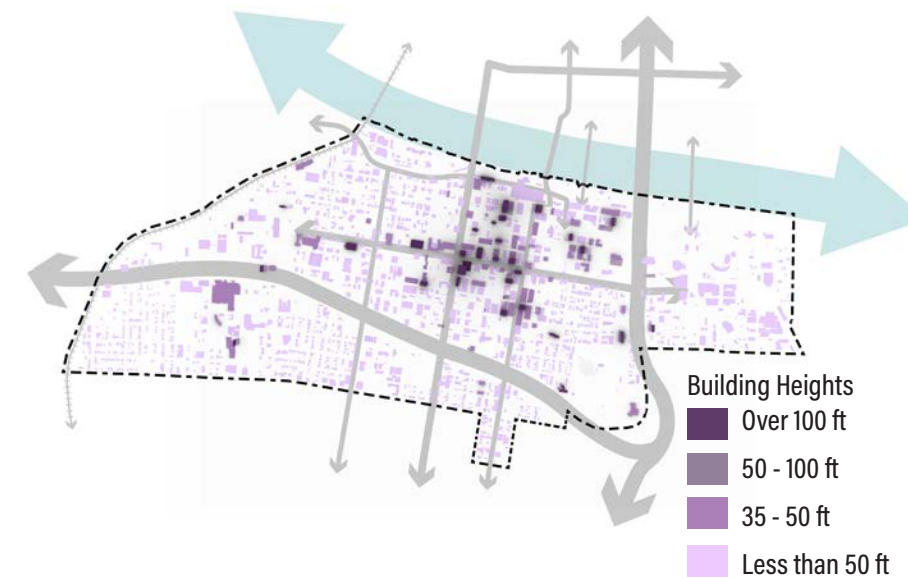 Building Heights
Over 100 ft
50 - 100 ft
35 - 50 ft
Less than 50 ft